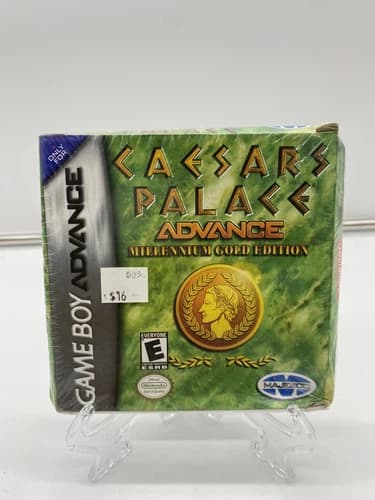 ONLY
FOR
GAME BOY ADVANCE
CAESARS
PALACE
ADVANCE
MILLENNIUM GOLD EDITION
$16
EVERYONE
E
ESRB
Nintendo
MAJESCO